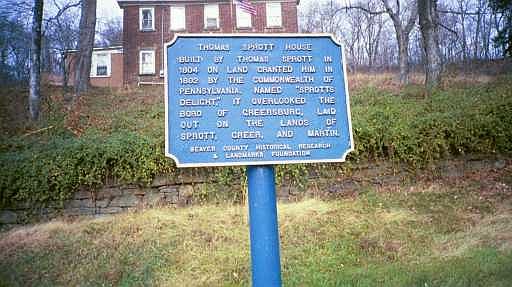 THOMAS SPROTT HOUSE
BUILT BY THOMAS SPROTT IN
1804 ON LAND GRANTED HIM IN
1802 BY THE COMMONWEALTH OF
PENNSYLVANIA. NAMED "SPROTTS
DELIGHT," IT OVERLOOKED THE
BORO OF GREERSBURG, LAID
OUT ON THE LANDS OF
SPROTT, GREER, AND MARTIN.
BEAVER COUNTY HISTORICAL RESEARCH
& LANDMARKS FOUNDATION